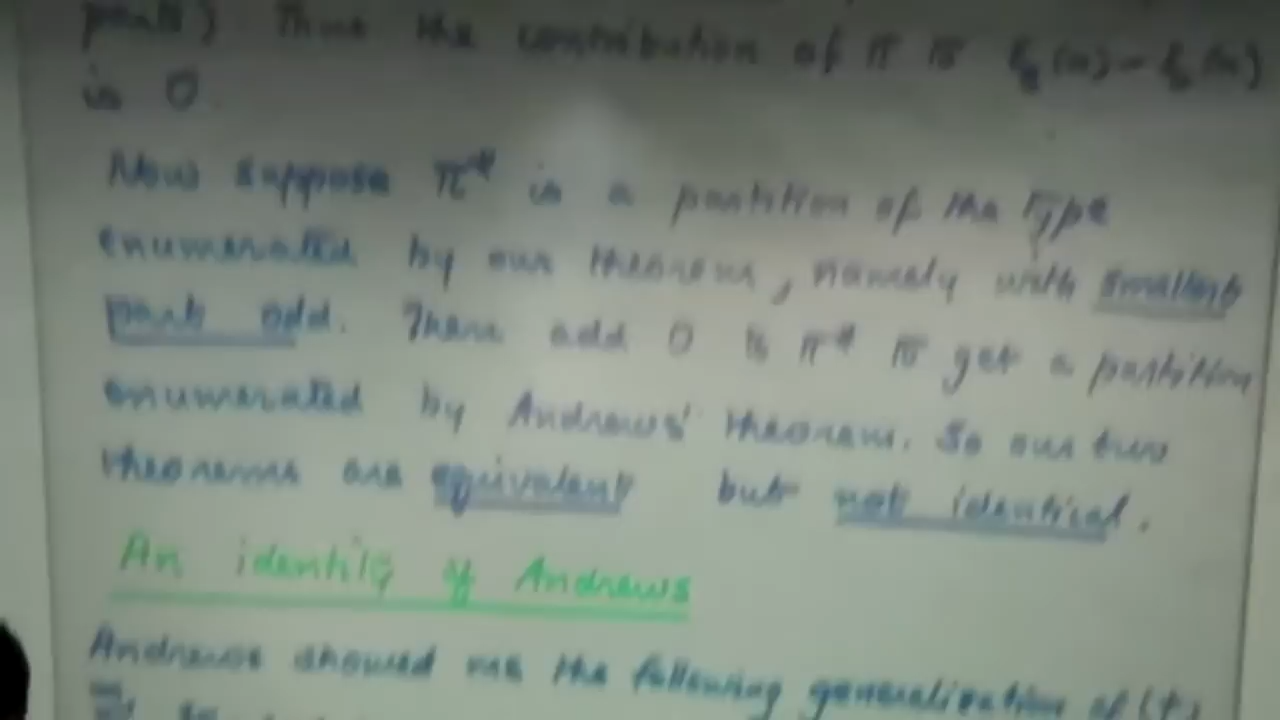 parts) Thus the contribution of π to
is 0
Now suppose π* is a partition of the type
enumerated by our theorem, namely with smallest
part odd. Then add 0 to π* to get a partition
enumerated by Andrews' theorem. So our two
theorems are equivalent but not identical.
An identity of Andrews
Andrews showed me the following generalization of (†)